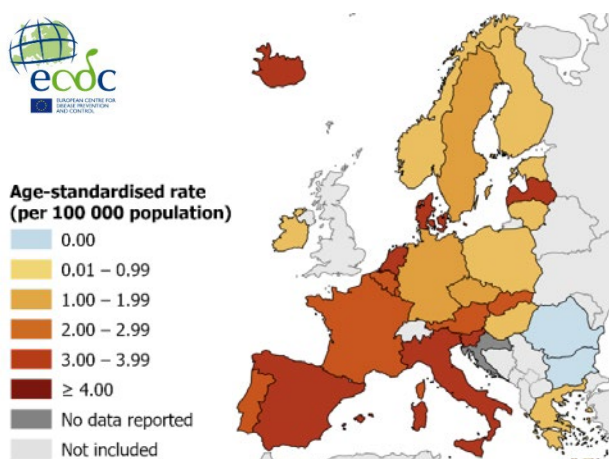 ecdc
EUROPEAN CENTRE FOR
DISEASE PREVENTION
AND CONTROL
Age-standardised rate
(per 100 000 population)
0.00
0.01 – 0.99
1.00 – 1.99
2.00 – 2.99
3.00 – 3.99
≥ 4.00
No data reported
Not included